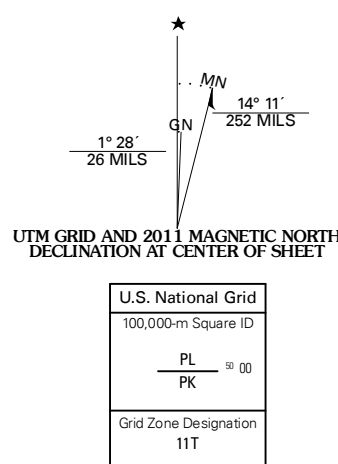 ★
MN
GN
1° 28´
26 MILS
14° 11´
252 MILS
UTM GRID AND 2011 MAGNETIC NORTH
DECLINATION AT CENTER OF SHEET
U.S. National Grid
100,000-m Square ID
PL
50 00
PK
Grid Zone Designation
11T